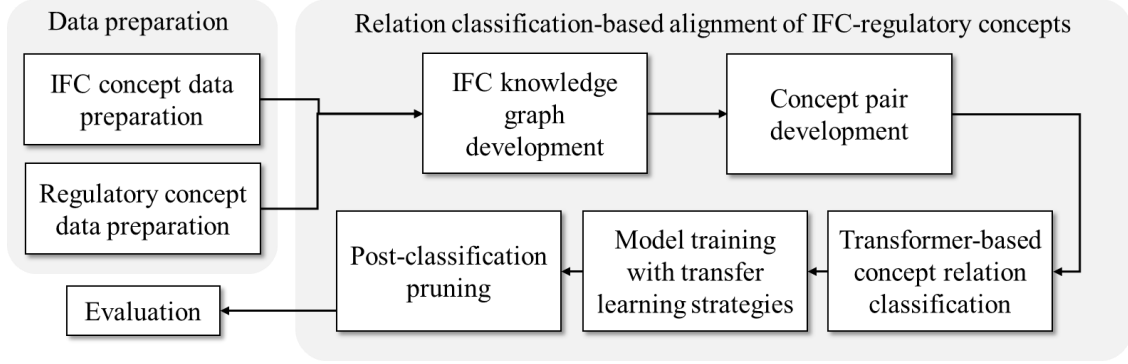 Data preparation
IFC concept data
preparation
Regulatory concept
data preparation
Relation classification-based alignment of IFC-regulatory concepts
IFC knowledge
graph
development
Concept pair
development
Transformer-based
concept relation
classification
Model training
with transfer
learning strategies
Post-classification
pruning
Evaluation